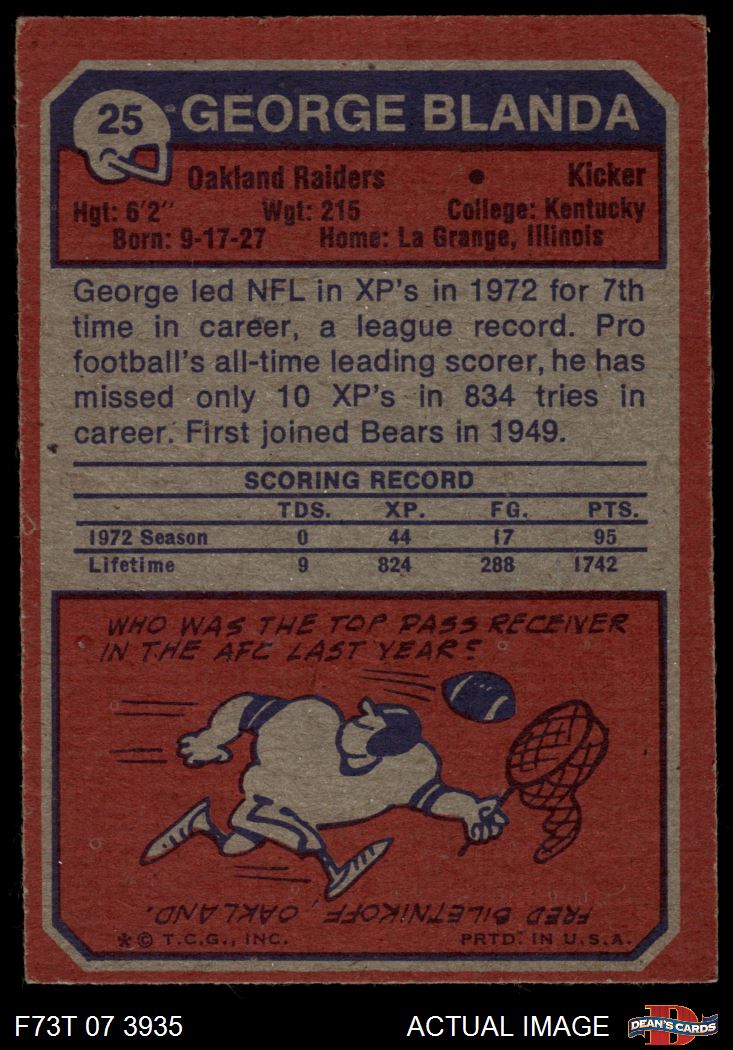 25 GEORGE BLANDA
Oakland Raiders • Kicker
Hgt: 6'2" Wgt: 215 College: Kentucky
Born: 9-17-27 Home: La Grange, Illinois
George led NFL in XP's in 1972 for 7th
time in career, a league record. Pro
football's all-time leading scorer, he has
missed only 10 XP's in 834 tries in
career. First joined Bears in 1949.
SCORING RECORD
TDS. XP. FG. PTS.
1972 Season 0 44 17 95
Lifetime 9 824 288 1742
WHO WAS THE TOP PASS RECEIVER
IN THE AFC LAST YEAR?
FRED BILETNIKOFF, OAKLAND.
*© T.C.G., INC. PRTD. IN U.S.A.
F73T 07 3935 ACTUAL IMAGE D DEAN'S CARDS